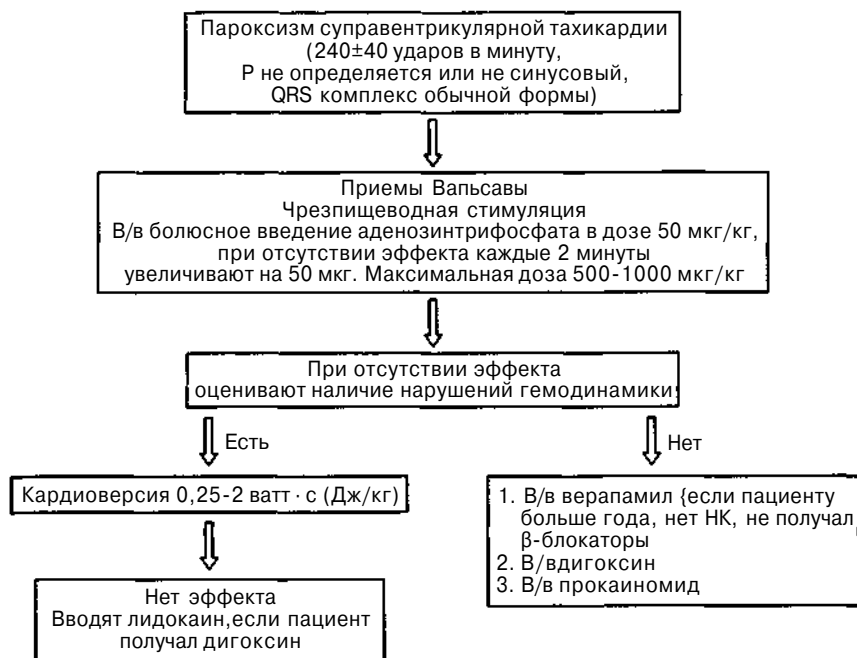 Пароксизм суправентрикулярной тахикардии
(240±40 ударов в минуту,
Р не определяется или не синусовый,
QRS комплекс обычной формы)
Приемы Вапьсавы
Чрезпищеводная стимуляция
В/в болюсное введение аденозинтрифосфата в дозе 50 мкг/кг,
при отсутствии эффекта каждые 2 минуты
увеличивают на 50 мкг. Максимальная доза 500-1000 мкг/кг
При отсутствии эффекта
оценивают наличие нарушений гемодинамики
Есть
Нет
Кардиоверсия 0,25-2 ватт · с (Дж/кг)
1. В/в верапамил {если пациенту
больше года, нет НК, не получал
β-блокаторы
2. В/вдигоксин
3. В/в прокаиномид
Нет эффекта
Вводят лидокаин,если пациент
получал дигоксин